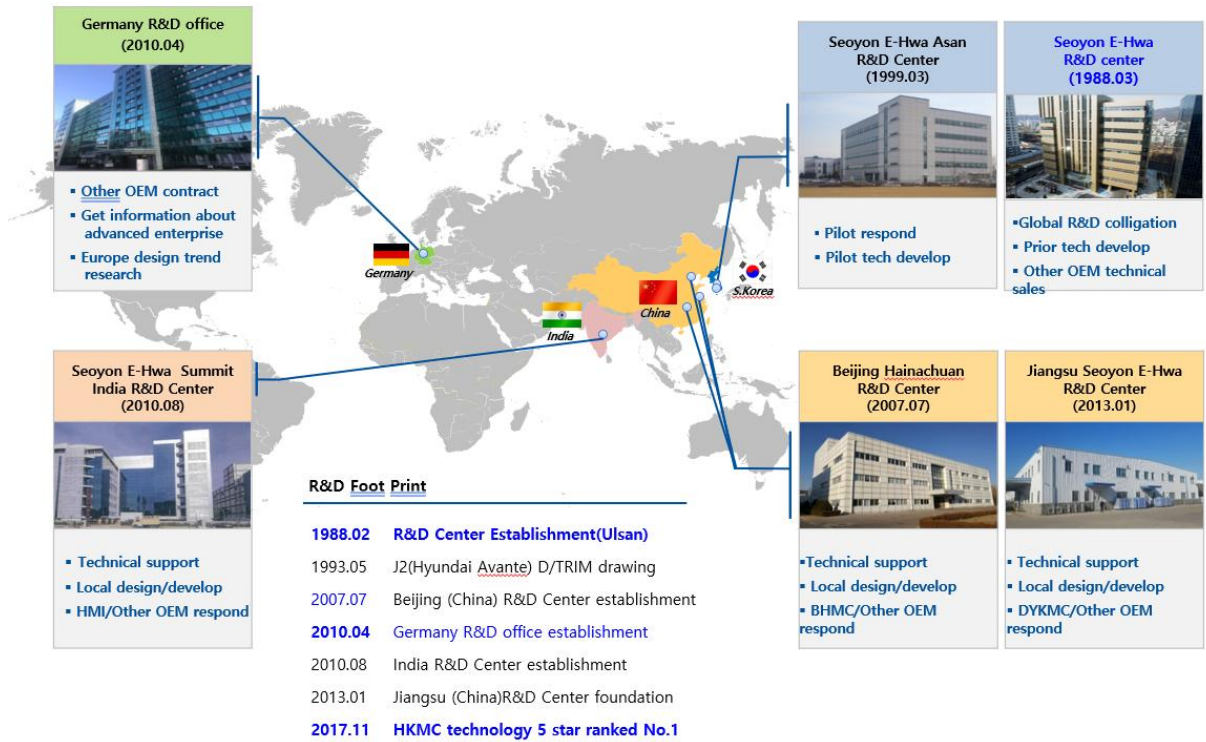 Germany R&D office
(2010.04)
▪ Other OEM contract
▪ Get information about
advanced enterprise
▪ Europe design trend
research
Seoyon E-Hwa Asan
R&D Center
(1999.03)
▪ Pilot respond
▪ Pilot tech develop
Seoyon E-Hwa
R&D center
(1988.03)
▪Global R&D colligation
▪ Prior tech develop
▪ Other OEM technical
sales
Germany
India
China
S.Korea
Seoyon E-Hwa Summit
India R&D Center
(2010.08)
▪ Technical support
▪ Local design/develop
▪ HMI/Other OEM respond
R&D Foot Print
1988.02 R&D Center Establishment(Ulsan)
1993.05 J2(Hyundai Avante) D/TRIM drawing
2007.07 Beijing (China) R&D Center establishment
2010.04 Germany R&D office establishment
2010.08 India R&D Center establishment
2013.01 Jiangsu (China)R&D Center foundation
2017.11 HKMC technology 5 star ranked No.1
Beijing Hainachuan
R&D Center
(2007.07)
▪Technical support
▪ Local design/develop
▪ BHMC/Other OEM
respond
Jiangsu Seoyon E-Hwa
R&D Center
(2013.01)
▪ Technical support
▪ Local design/develop
▪ DYKMC/Other OEM
respond